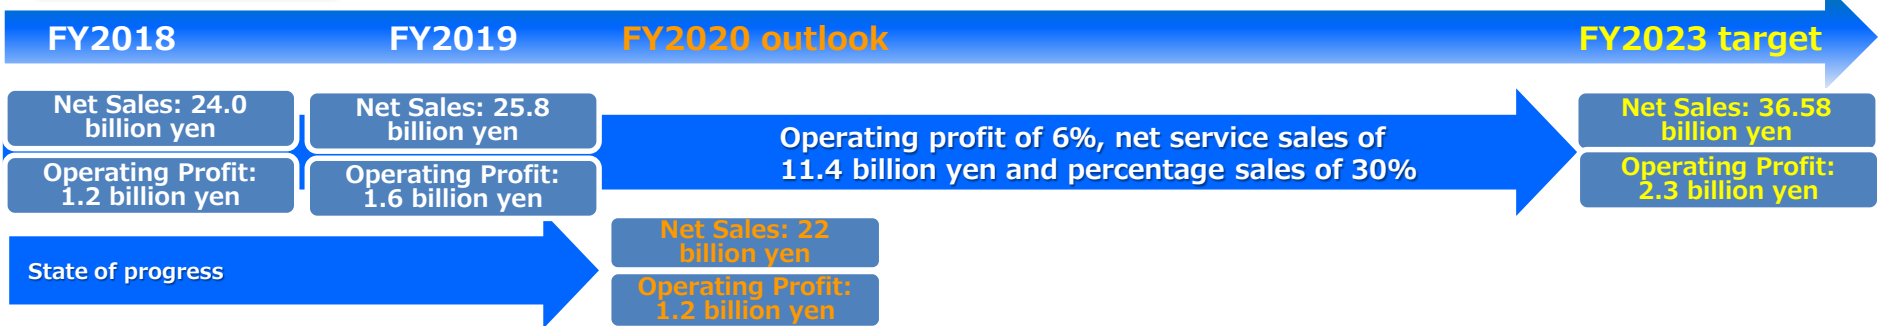 FY2018 FY2019 FY2020 outlook FY2023 target
Net Sales: 24.0
billion yen
Operating Profit:
1.2 billion yen
Net Sales: 25.8
billion yen
Operating Profit:
1.6 billion yen
Operating profit of 6%, net service sales of
11.4 billion yen and percentage sales of 30%
Net Sales: 36.58
billion yen
Operating Profit:
2.3 billion yen
State of progress
Net Sales: 22
billion yen
Operating Profit:
1.2 billion yen